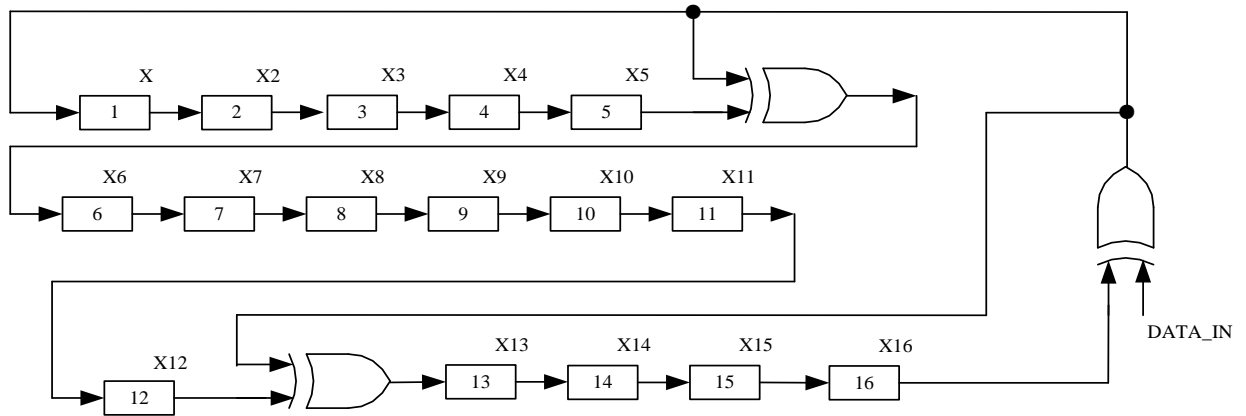 X X2 X3 X4 X5
1 2 3 4 5
X6 X7 X8 X9 X10 X11
6 7 8 9 10 11
DATA_IN
X12 X13 X14 X15 X16
12 13 14 15 16